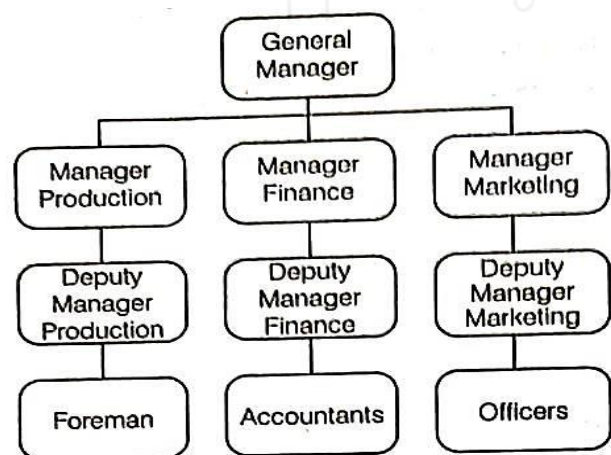 General
Manager
Manager
Production
Manager
Finance
Manager
Marketing
Deputy
Manager
Production
Deputy
Manager
Finance
Deputy
Manager
Marketing
Foreman
Accountants
Officers